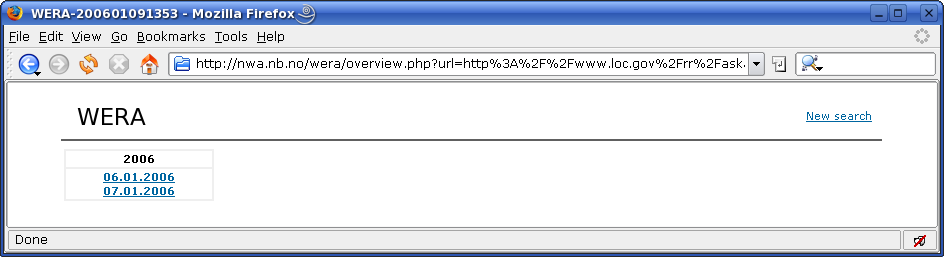 WERA-200601091353 - Mozilla Firefox
File Edit View Go Bookmarks Tools Help
http://nwa.nb.no/wera/overview.php?url=http%3A%2F%2Fwww.loc.gov%2Frr%2Fask.
WERA
New search
2006
06.01.2006
07.01.2006
Done